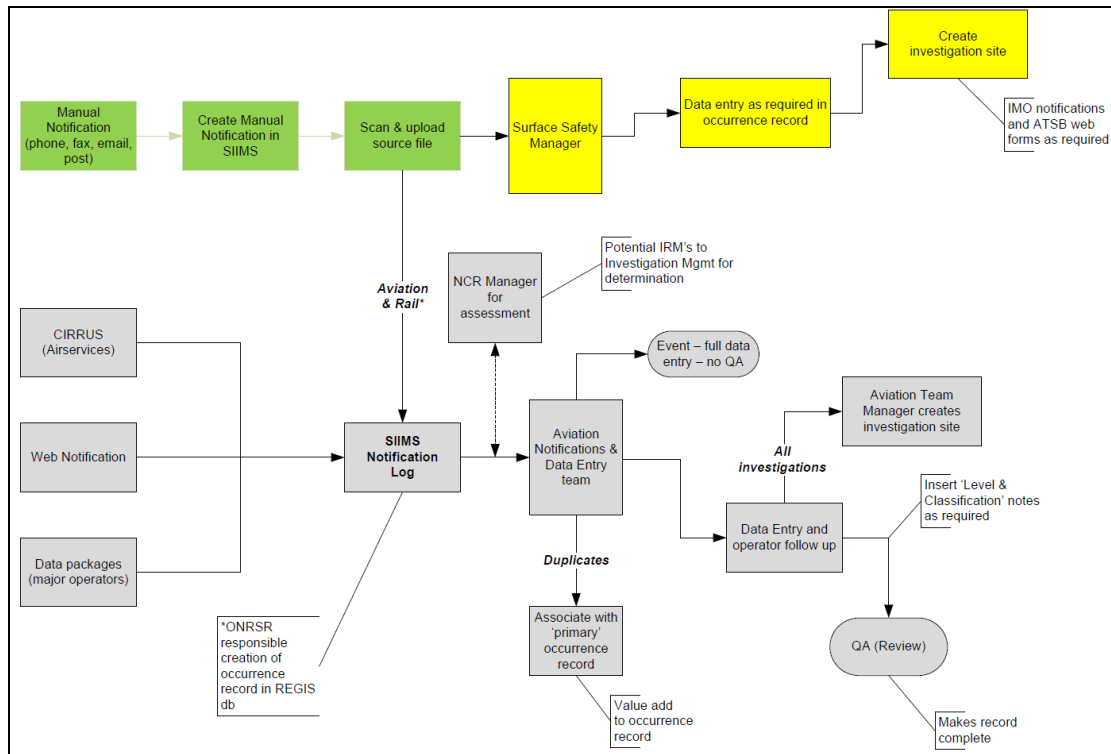 Manual
Notification
(phone, fax, email,
post)
Create Manual
Notification in
SIIMS
Scan & upload
source file
Surface Safety
Manager
Data entry as required in
occurrence record
Create
investigation site
IMO notifications
and ATSB web
forms as required
Aviation
& Rail*
NCR Manager
for
assessment
Potential IRM's to
Investigation Mgmt for
determination
CIRRUS
(Airservices)
Web Notification
Data packages
(major operators)
SIIMS
Notification
Log
*ONRSR
responsible
creation of
occurrence
record in REGIS
db
Aviation
Notifications &
Data Entry
team
Event – full data
entry – no QA
Duplicates
Associate with
'primary'
occurrence
record
Value add
to occurrence
record
All
investigations
Aviation Team
Manager creates
investigation site
Data Entry and
operator follow up
Insert 'Level &
Classification' notes
as required
QA (Review)
Makes record
complete